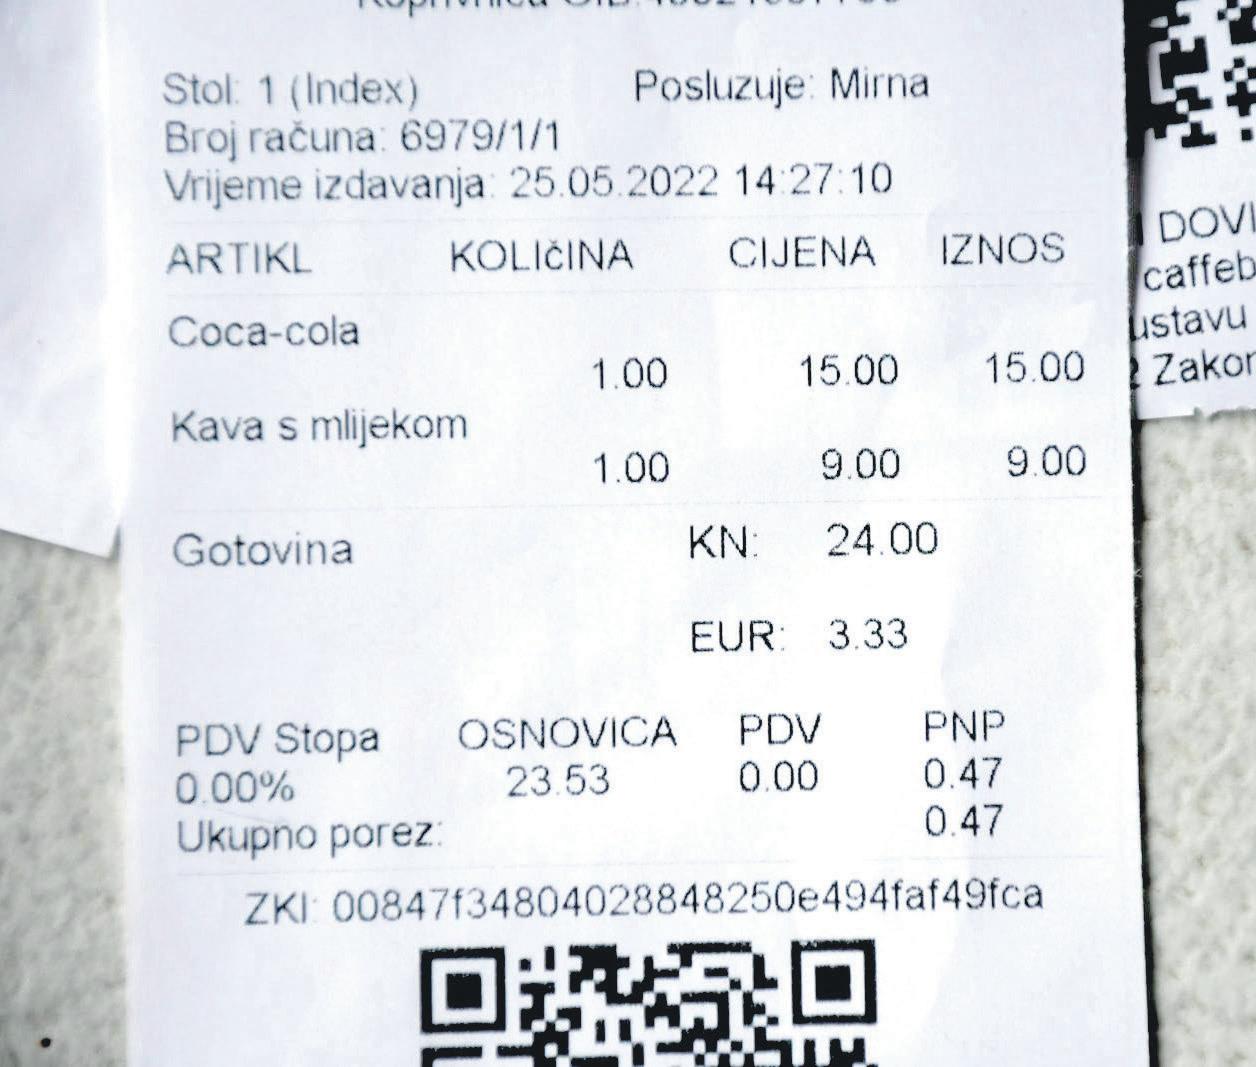 Stol: 1 (Index) Posluzuje: Mirna
Broj računa: 6979/1/1
Vrijeme izdavanja: 25.05.2022 14:27:10
ARTIKL KOLIčINA CIJENA IZNOS
Coca-cola
1.00 15.00 15.00
Kava s mlijekom
1.00 9.00 9.00
Gotovina KN: 24.00
EUR: 3.33
PDV Stopa OSNOVICA PDV PNP
0.00% 23.53 0.00 0.47
Ukupno porez: 0.47
ZKI: 00847f34804028848250e494faf49fca
DOVI
caffeb
ustavu
Zakon